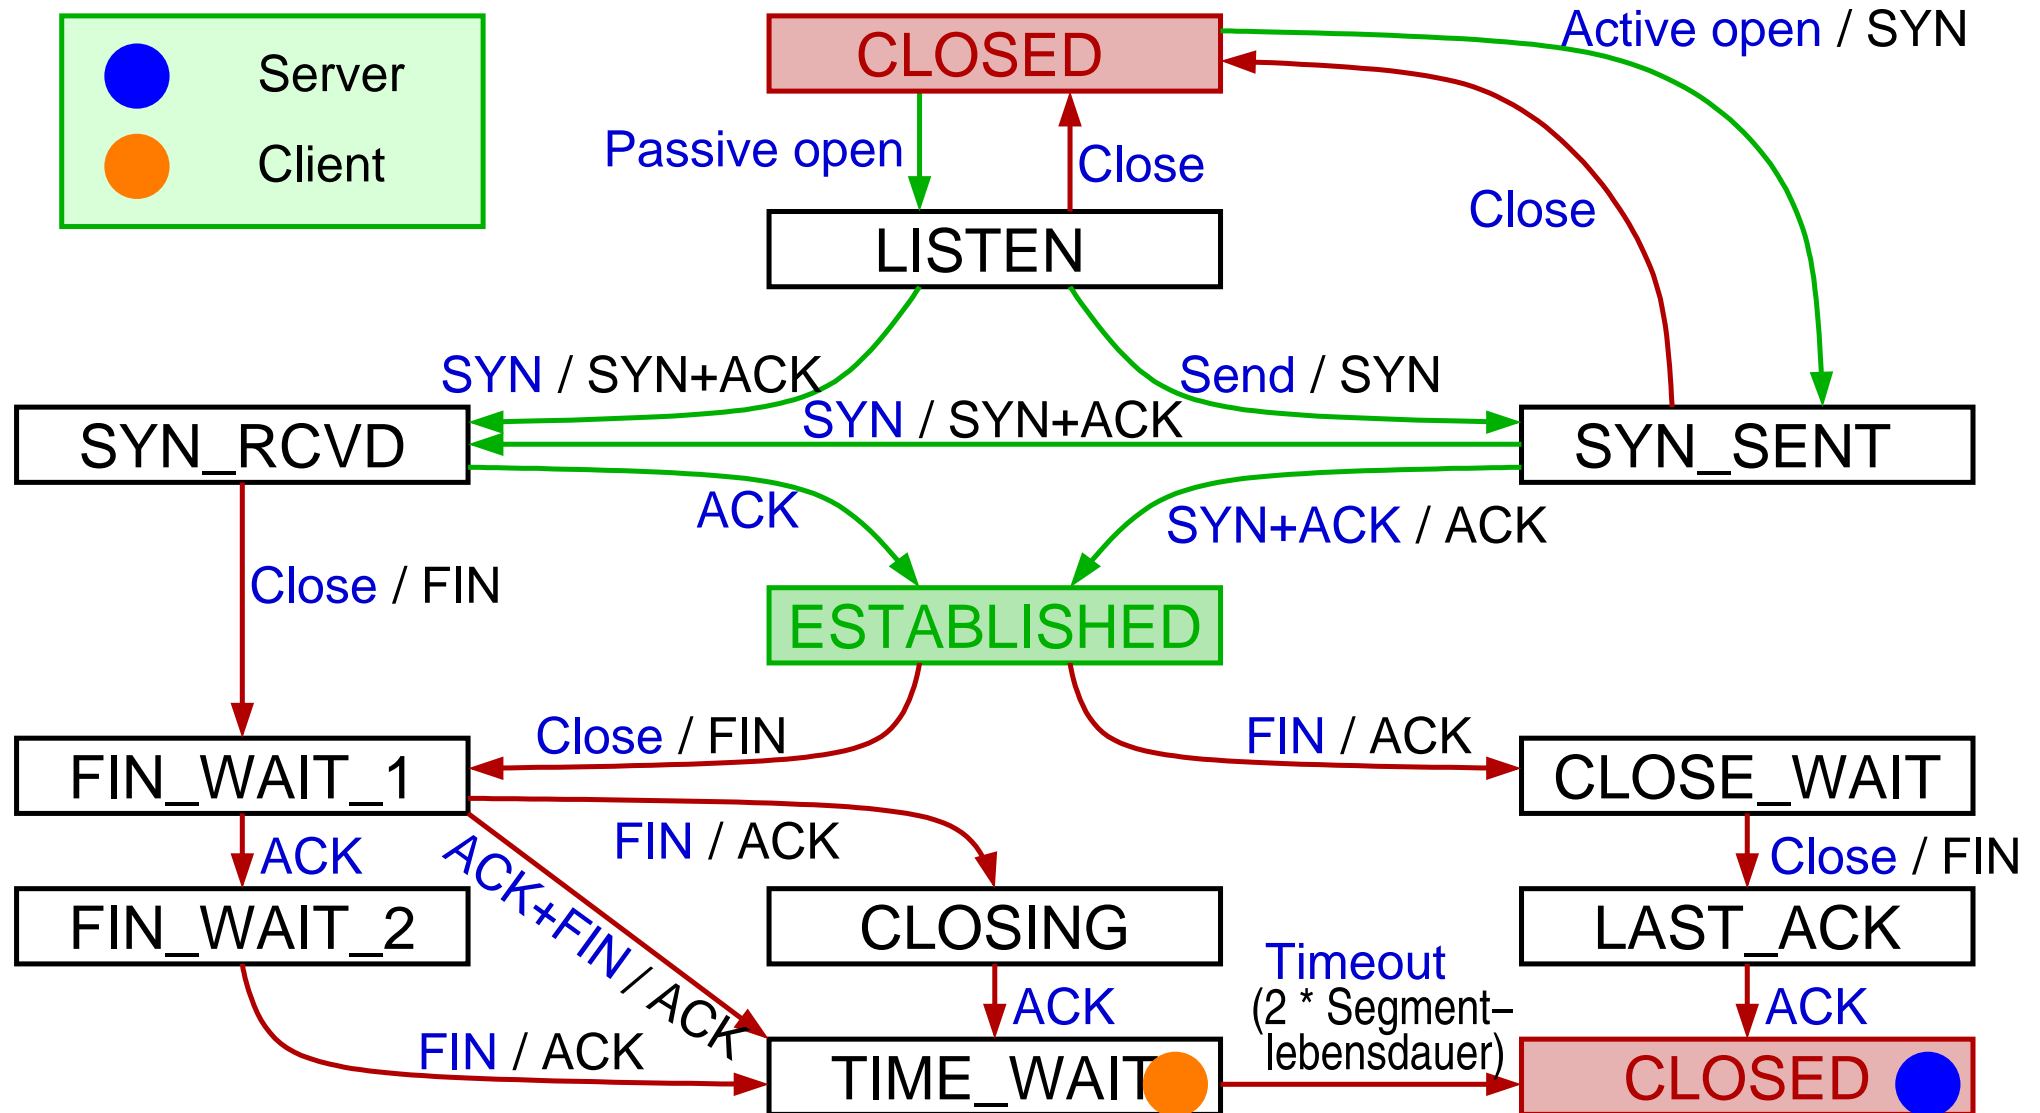 Server
Client
CLOSED
Active open / SYN
Passive open
Close
Close
LISTEN
SYN / SYN+ACK
Send / SYN
SYN / SYN+ACK
SYN_RCVD
SYN_SENT
ACK
SYN+ACK / ACK
Close / FIN
ESTABLISHED
Close / FIN
FIN / ACK
FIN_WAIT_1
CLOSE_WAIT
ACK
ACK+FIN / ACK
FIN / ACK
Close / FIN
FIN_WAIT_2
CLOSING
LAST_ACK
FIN / ACK
ACK
Timeout
(2 * Segment–
lebensdauer)
ACK
TIME_WAIT
CLOSED